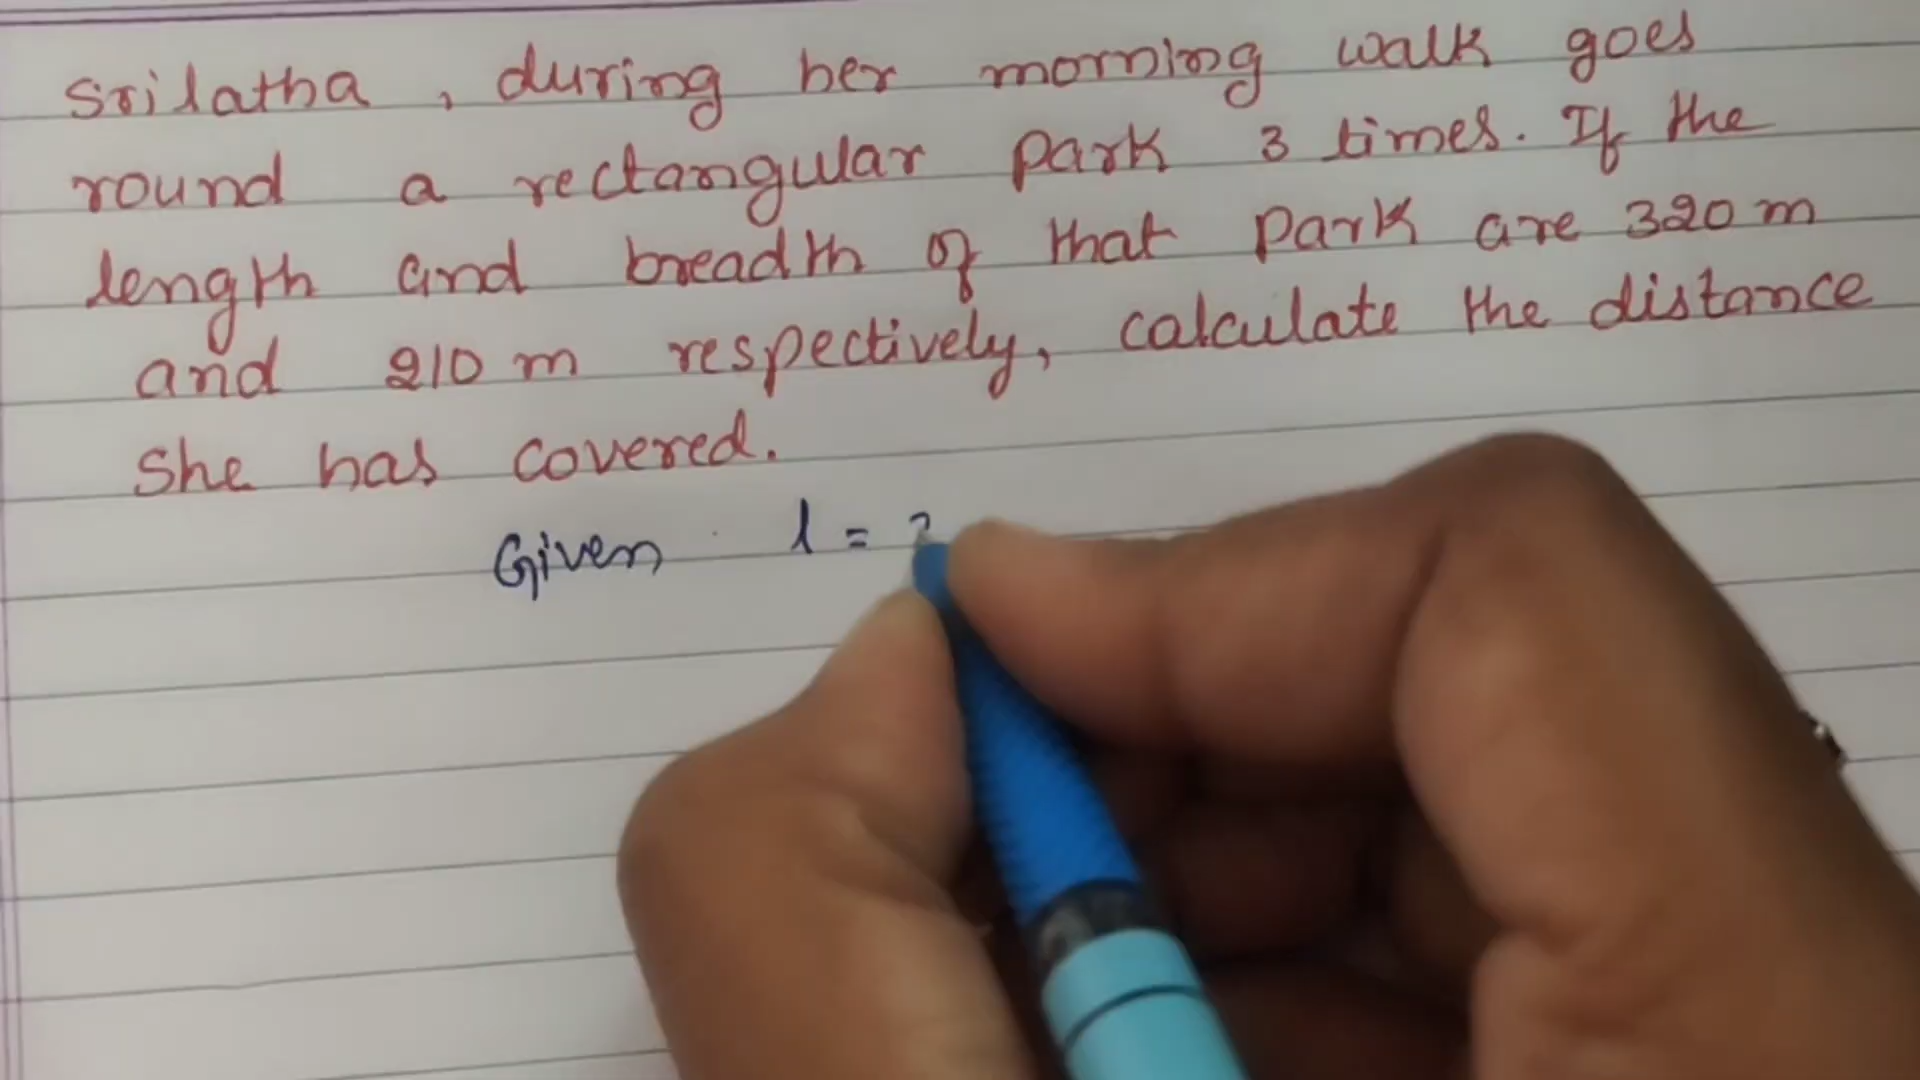 Srilatha, during her morning walk goes
round a rectangular park 3 times. If the
length and breadth of that park are 320 m
and 210 m respectively, calculate the distance
she has covered.
Given l =